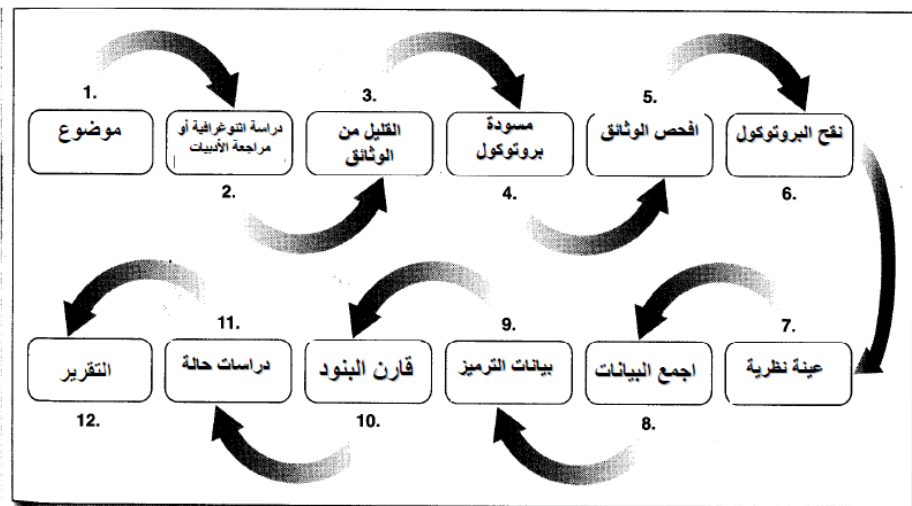 1.
موضوع
دراسة اثنوغرافية أو
مراجعة الأدبيات
2.
3.
القليل من
الوثائق
مسودة
بروتوكول
4.
5.
افحص الوثائق
نقح البروتوكول
6.
7.
عينة نظرية
اجمع البيانات
8.
9.
بيانات الترميز
قارن البنود
10.
11.
دراسات حالة
التقرير
12.